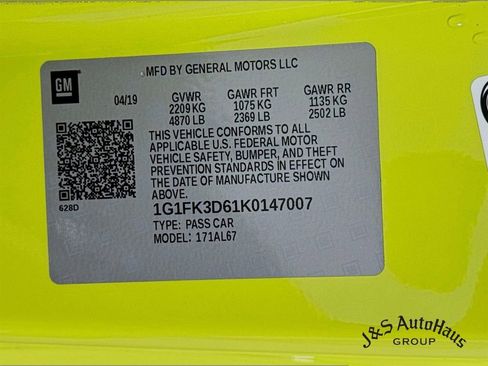 GM
MFD BY GENERAL MOTORS LLC
04/19 GVWR GAWR FRT GAWR RR
2209 KG 1075 KG 1135 KG
4870 LB 2369 LB 2502 LB
THIS VEHICLE CONFORMS TO ALL
APPLICABLE U.S. FEDERAL MOTOR
VEHICLE SAFETY, BUMPER, AND THEFT
PREVENTION STANDARDS IN EFFECT ON
THE DATE OF MANUFACTURE SHOWN
ABOVE.
628D
1G1FK3D61K0147007
TYPE: PASS CAR
MODEL: 171AL67
J&S AutoHaus
GROUP